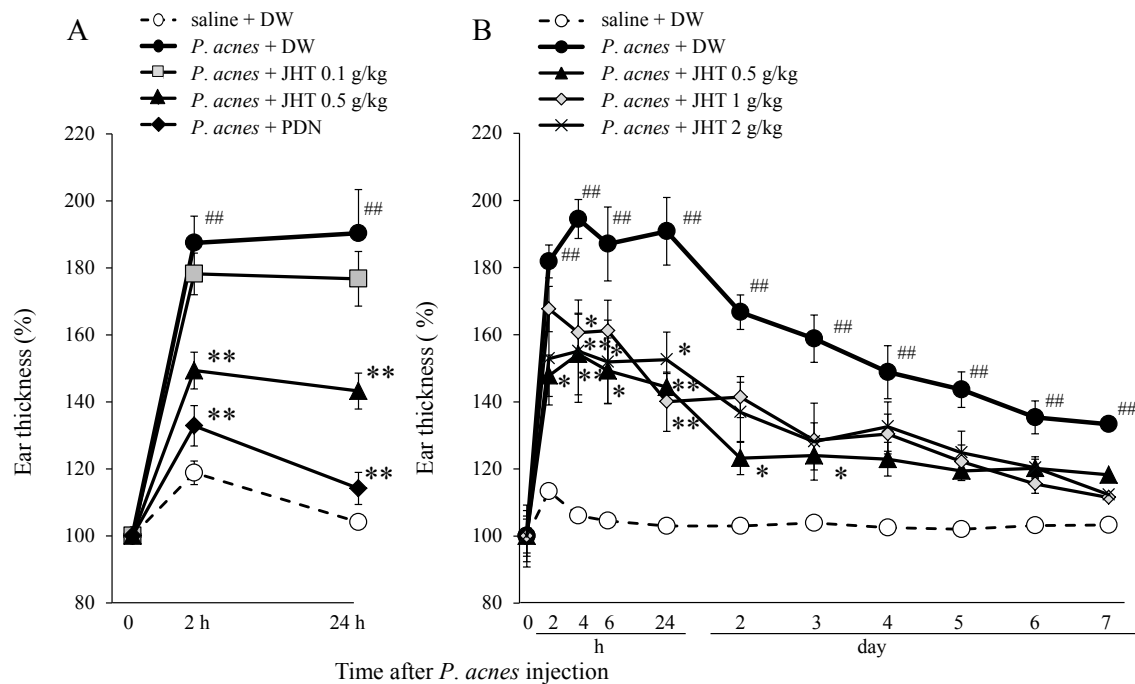 A
saline + DW
P. acnes + DW
P. acnes + JHT 0.1 g/kg
P. acnes + JHT 0.5 g/kg
P. acnes + PDN
220
200
180
160
140
120
100
80
Ear thickness (%)
##
##
**
**
**
**
0
2 h
24 h
B
saline + DW
P. acnes + DW
P. acnes + JHT 0.5 g/kg
P. acnes + JHT 1 g/kg
P. acnes + JHT 2 g/kg
220
200
180
160
140
120
100
80
Ear thickness ( %)
##
##
##
##
##
##
##
##
##
##
*
**
*
*
*
**
*
**
**
*
*
0 2 4 6 24 2 3 4 5 6 7
h day
Time after P. acnes injection